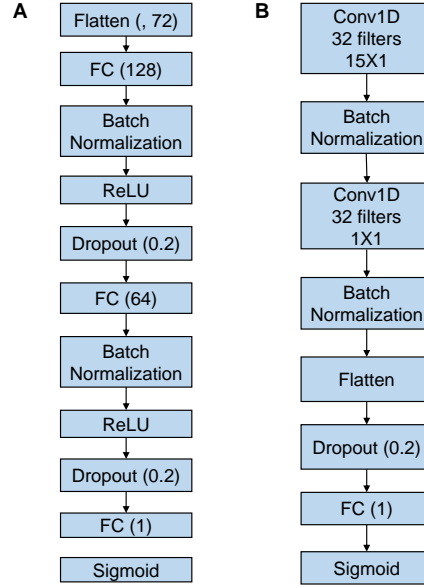 A
Flatten (, 72)
FC (128)
Batch
Normalization
ReLU
Dropout (0.2)
FC (64)
Batch
Normalization
ReLU
Dropout (0.2)
FC (1)
Sigmoid
B
Conv1D
32 filters
15X1
Batch
Normalization
Conv1D
32 filters
1X1
Batch
Normalization
Flatten
Dropout (0.2)
FC (1)
Sigmoid